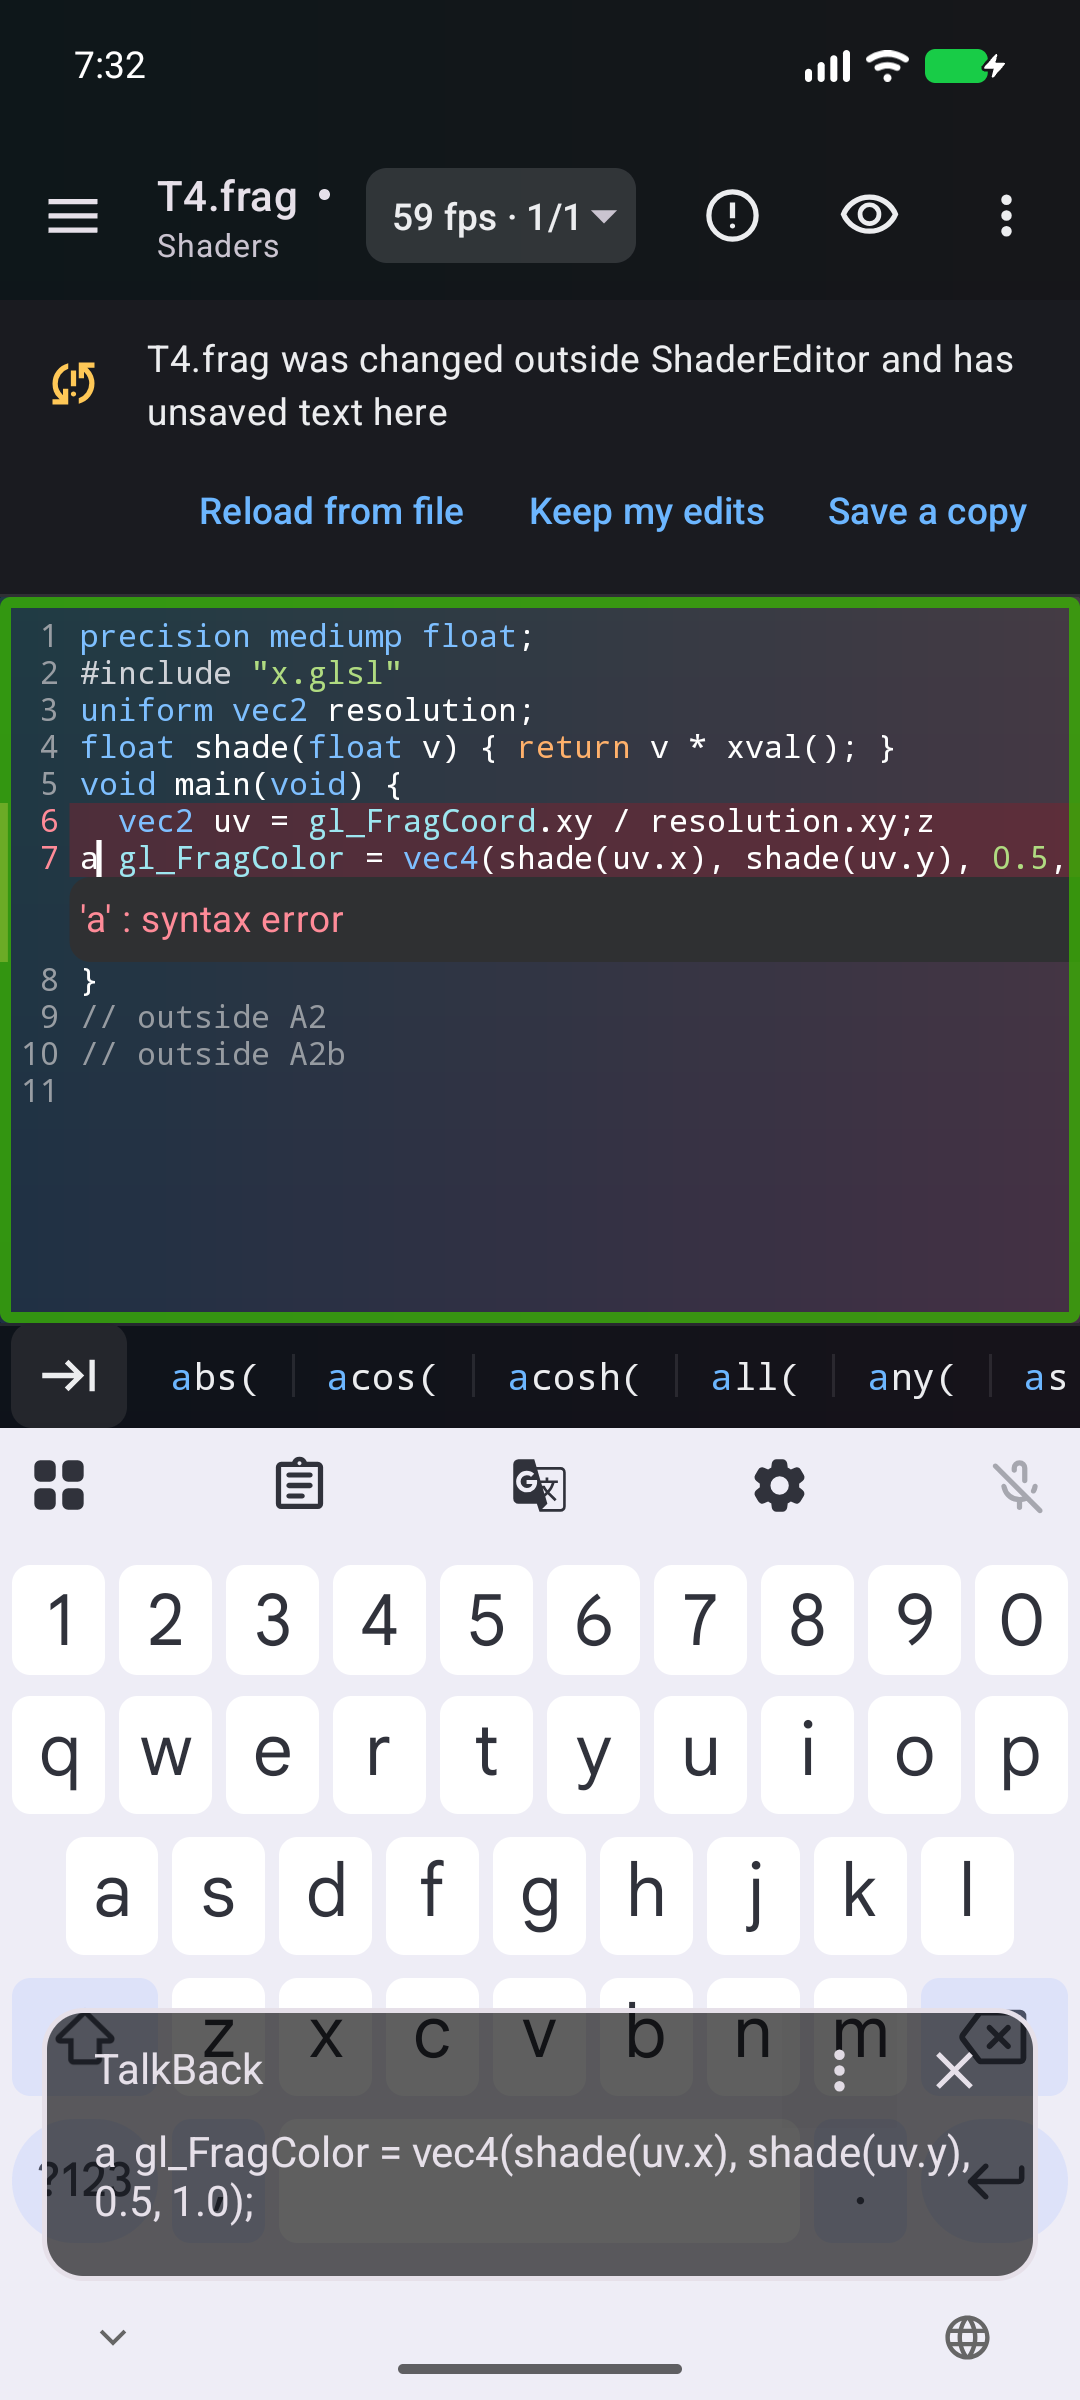 7:32
T4.frag •
59 fps · 1/1
Shaders
T4.frag was changed outside ShaderEditor and has
unsaved text here
Reload from file
Keep my edits
Save a copy
1 precision mediump float;
2 #include "x.glsl"
3 uniform vec2 resolution;
4 float shade(float v) { return v * xval(); }
5 void main(void) {
6   vec2 uv = gl_FragCoord.xy / resolution.xy;z
7 a gl_FragColor = vec4(shade(uv.x), shade(uv.y), 0.5,
'a' : syntax error
8 }
9 // outside A2
10 // outside A2b
11
abs( acos( acosh( all( any( as
1 2 3 4 5 6 7 8 9 0
q w e r t y u i o p
a s d f g h j k l
z x c v b n m
TalkBack
a  gl_FragColor = vec4(shade(uv.x), shade(uv.y),
0.5, 1.0);
?123 , .